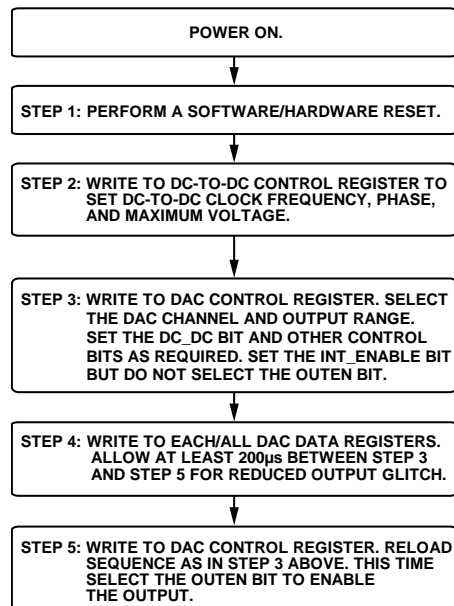 POWER ON.
STEP 1: PERFORM A SOFTWARE/HARDWARE RESET.
STEP 2: WRITE TO DC-TO-DC CONTROL REGISTER TO
SET DC-TO-DC CLOCK FREQUENCY, PHASE,
AND MAXIMUM VOLTAGE.
STEP 3: WRITE TO DAC CONTROL REGISTER. SELECT
THE DAC CHANNEL AND OUTPUT RANGE.
SET THE DC_DC BIT AND OTHER CONTROL
BITS AS REQUIRED. SET THE INT_ENABLE BIT
BUT DO NOT SELECT THE OUTEN BIT.
STEP 4: WRITE TO EACH/ALL DAC DATA REGISTERS.
ALLOW AT LEAST 200µs BETWEEN STEP 3
AND STEP 5 FOR REDUCED OUTPUT GLITCH.
STEP 5: WRITE TO DAC CONTROL REGISTER. RELOAD
SEQUENCE AS IN STEP 3 ABOVE. THIS TIME
SELECT THE OUTEN BIT TO ENABLE
THE OUTPUT.